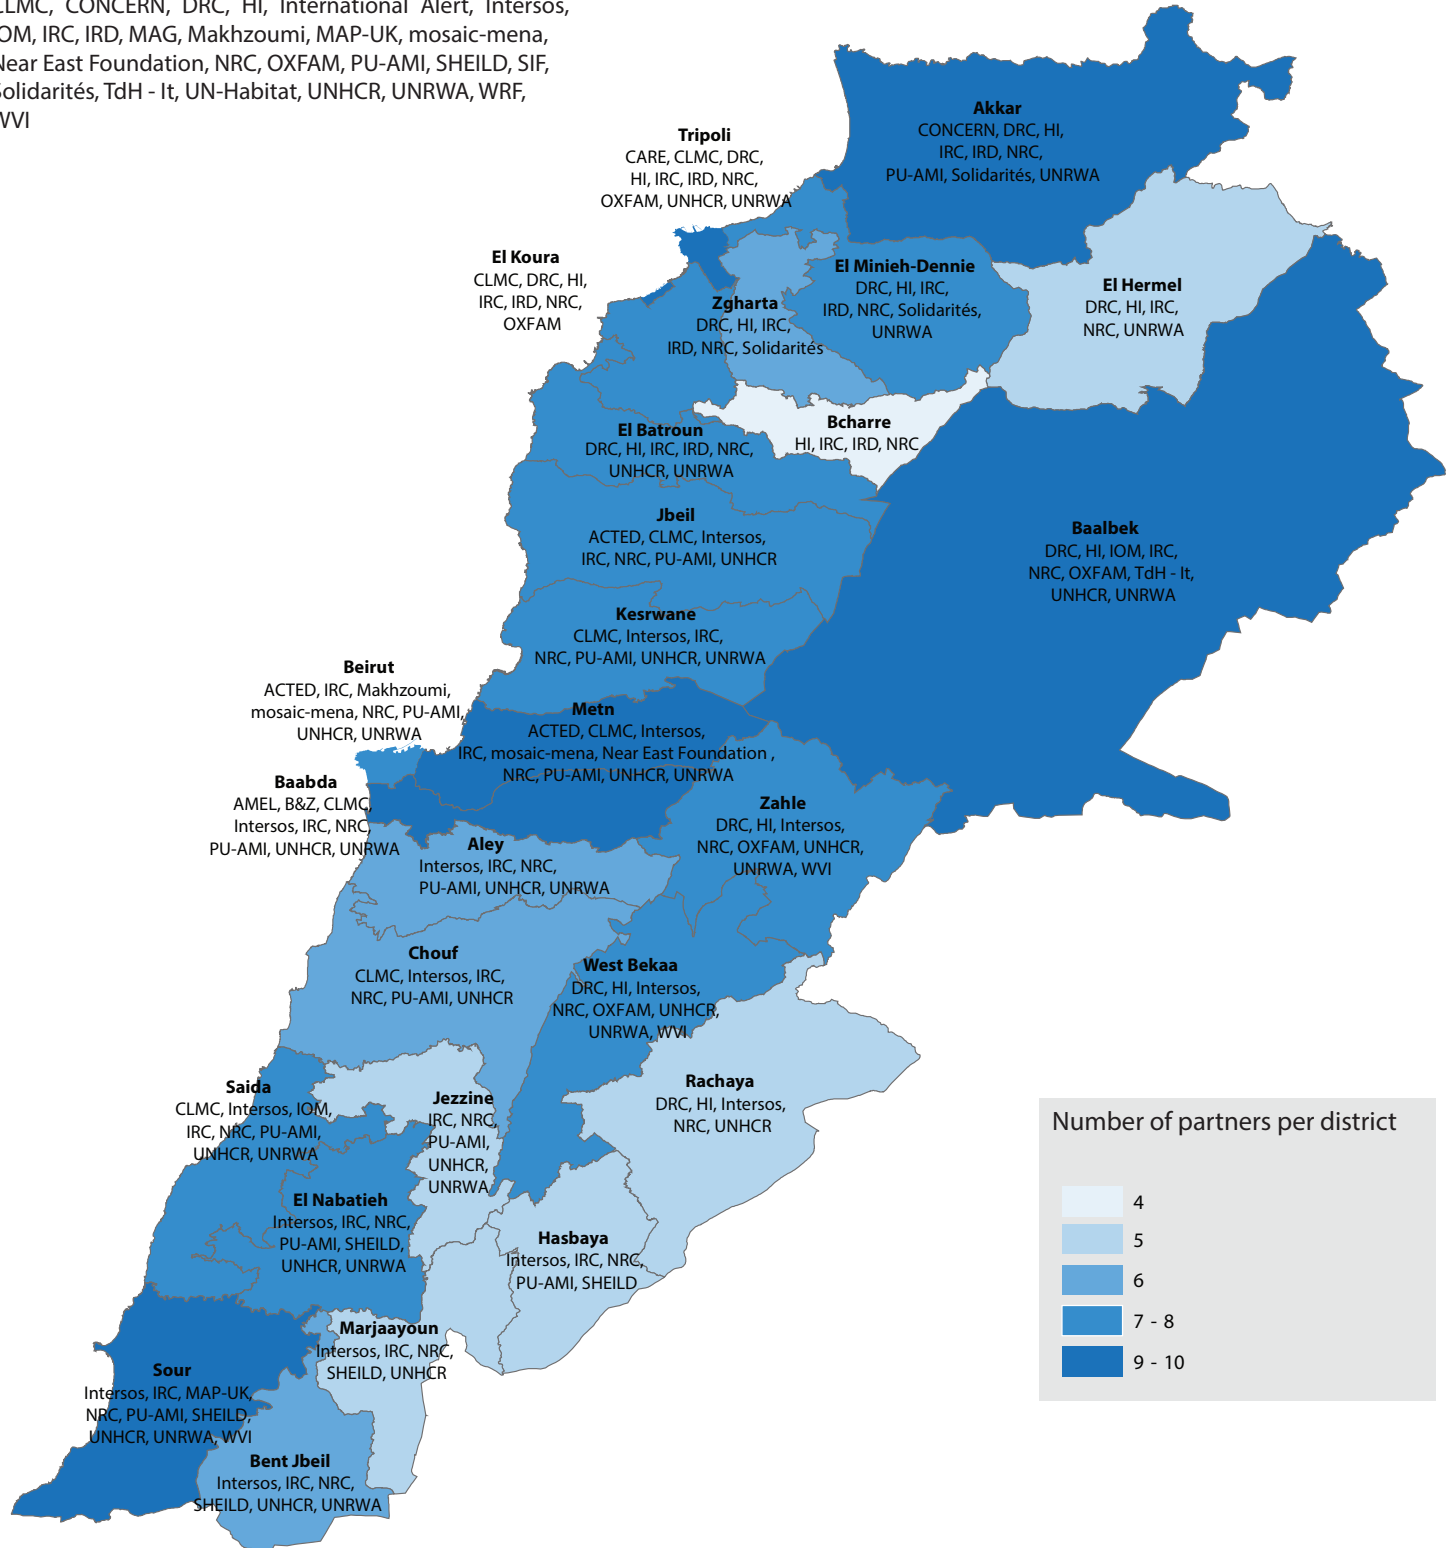 CLMC, CONCERN, DRC, HI, International Alert, Intersos,
IOM, IRC, IRD, MAG, Makhzoumi, MAP-UK, mosaic-mena,
Near East Foundation, NRC, OXFAM, PU-AMI, SHEILD, SIF,
Solidarités, TdH - It, UN-Habitat, UNHCR, UNRWA, WRF,
WVI
Akkar
CONCERN, DRC, HI,
IRC, IRD, NRC,
PU-AMI, Solidarités, UNRWA
Tripoli
CARE, CLMC, DRC,
HI, IRC, IRD, NRC,
OXFAM, UNHCR, UNRWA
El Koura
CLMC, DRC, HI,
IRC, IRD, NRC,
OXFAM
El Minieh-Dennie
DRC, HI, IRC,
IRD, NRC, Solidarités,
UNRWA
El Hermel
DRC, HI, IRC,
NRC, UNRWA
Zgharta
DRC, HI, IRC,
IRD, NRC, Solidarités
Bcharre
HI, IRC, IRD, NRC
El Batroun
DRC, HI, IRC, IRD, NRC,
UNHCR, UNRWA
Jbeil
ACTED, CLMC, Intersos,
IRC, NRC, PU-AMI, UNHCR
Baalbek
DRC, HI, IOM, IRC,
NRC, OXFAM, TdH - It,
UNHCR, UNRWA
Kesrwane
CLMC, Intersos, IRC,
NRC, PU-AMI, UNHCR, UNRWA
Beirut
ACTED, IRC, Makhzoumi,
mosaic-mena, NRC, PU-AMI,
UNHCR, UNRWA
Metn
ACTED, CLMC, Intersos,
IRC, mosaic-mena, Near East Foundation ,
NRC, PU-AMI, UNHCR, UNRWA
Baabda
AMEL, B&Z, CLMC,
Intersos, IRC, NRC,
PU-AMI, UNHCR, UNRWA
Zahle
DRC, HI, Intersos,
NRC, OXFAM, UNHCR,
UNRWA, WVI
Aley
Intersos, IRC, NRC,
PU-AMI, UNHCR, UNRWA
Chouf
CLMC, Intersos, IRC,
NRC, PU-AMI, UNHCR
West Bekaa
DRC, HI, Intersos,
NRC, OXFAM, UNHCR,
UNRWA, WVI
Rachaya
DRC, HI, Intersos,
NRC, UNHCR
Saida
CLMC, Intersos, IOM,
IRC, NRC, PU-AMI,
UNHCR, UNRWA
Jezzine
IRC, NRC,
PU-AMI,
UNHCR,
UNRWA
El Nabatieh
Intersos, IRC, NRC,
PU-AMI, SHEILD,
UNHCR, UNRWA
Hasbaya
Intersos, IRC, NRC,
PU-AMI, SHEILD
Marjaayoun
Intersos, IRC, NRC,
SHEILD, UNHCR
Sour
Intersos, IRC, MAP-UK,
NRC, PU-AMI, SHEILD,
UNHCR, UNRWA, WVI
Bent Jbeil
Intersos, IRC, NRC,
SHEILD, UNHCR, UNRWA
Number of partners per district
4
5
6
7 - 8
9 - 10